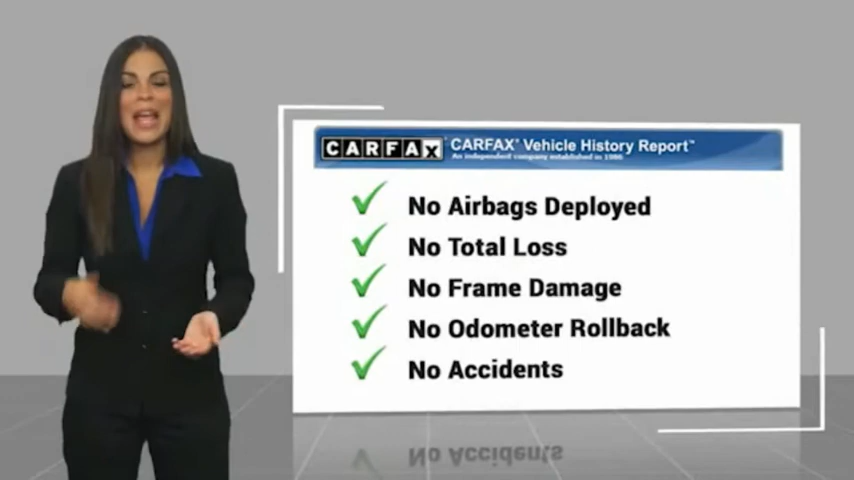 CARFAX CARFAX® Vehicle History Report™
An independent company established in 1986
No Airbags Deployed
No Total Loss
No Frame Damage
No Odometer Rollback
No Accidents
No Accidents